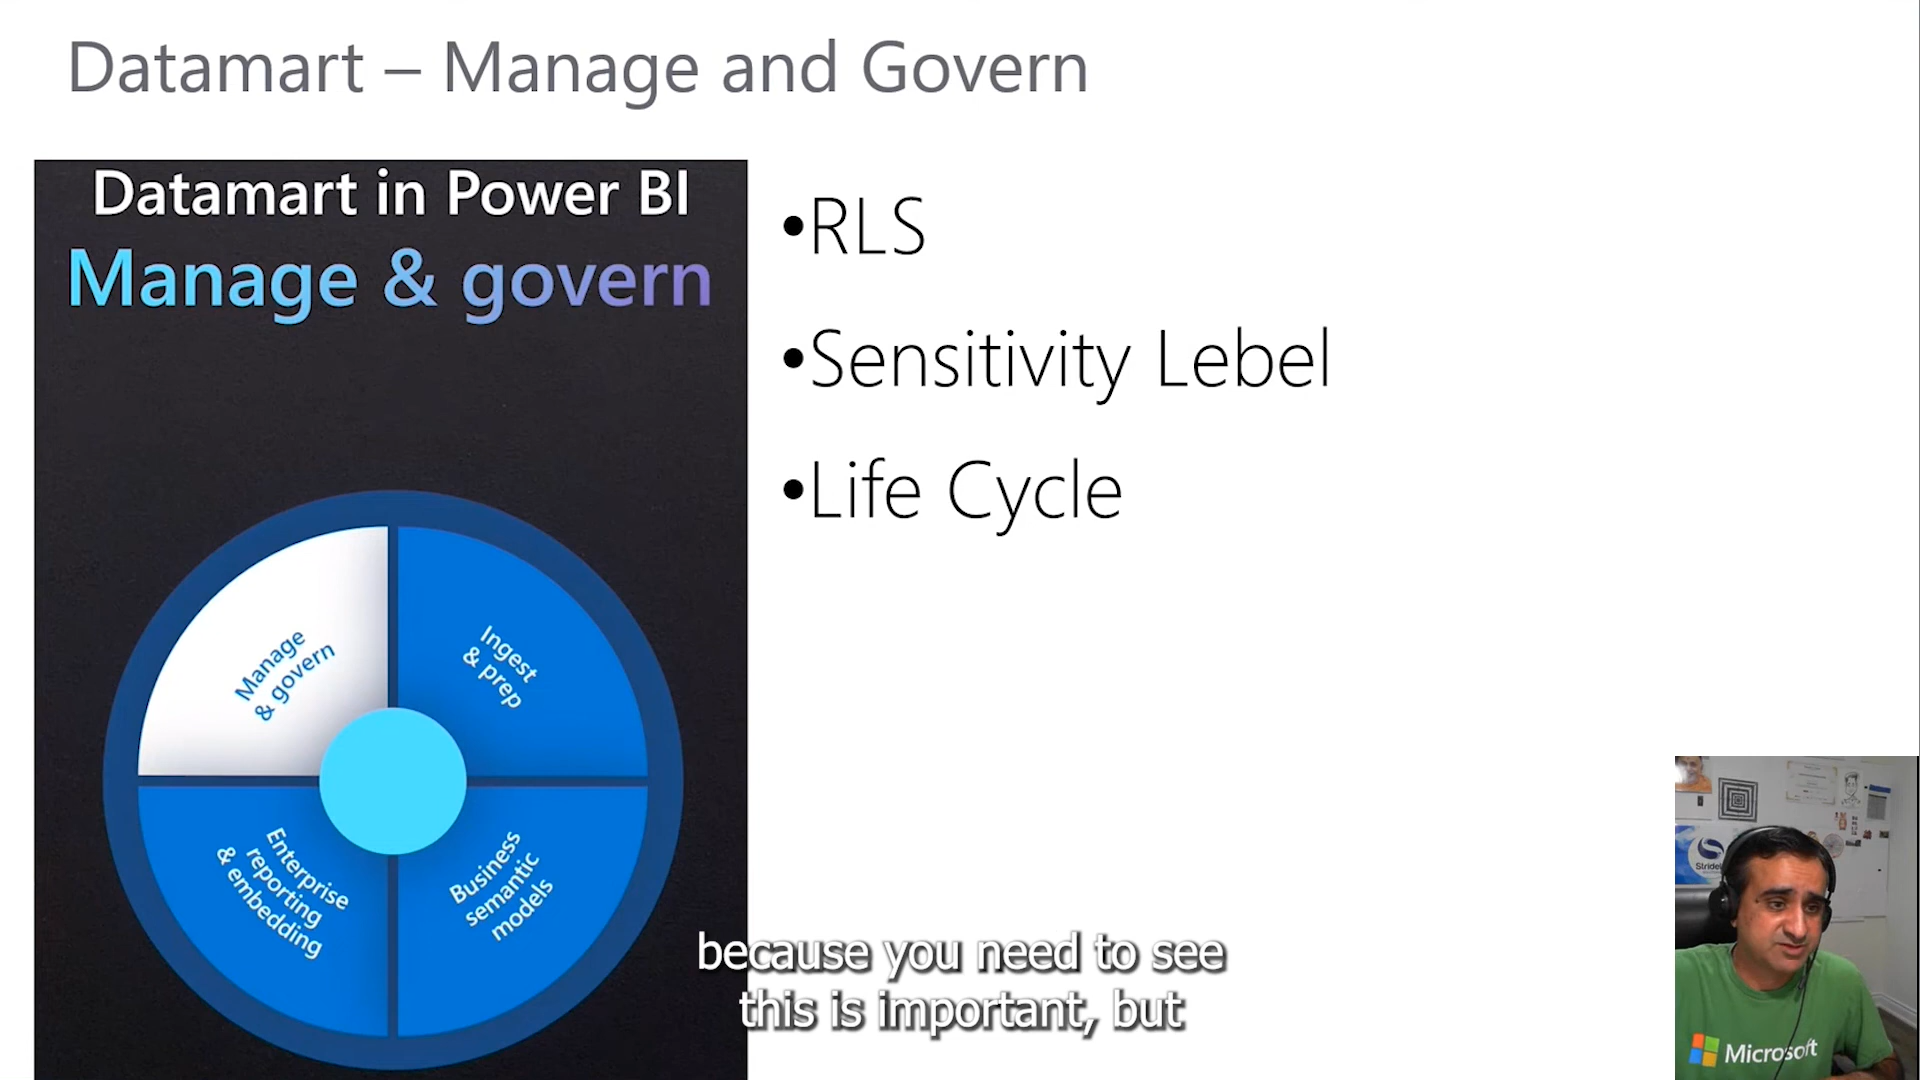 Datamart – Manage and Govern
Datamart in Power BI
Manage & govern
•RLS
•Sensitivity Lebel
•Life Cycle
Manage
& govern
Ingest
& prep
Enterprise
reporting
& embedding
Business
semantic
models
because you need to see
this is important, but
Microsoft